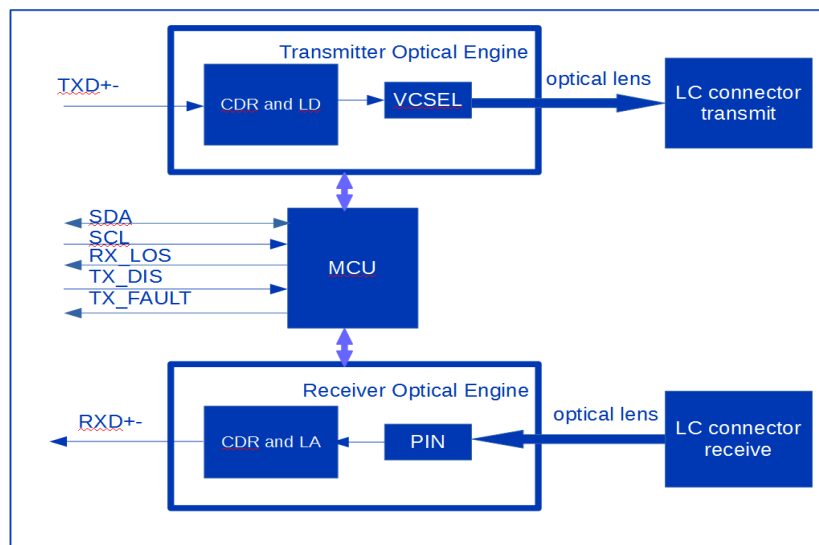 Transmitter Optical Engine
TXD+-
CDR and LD
VCSEL
optical lens
LC connector
transmit
SDA
SCL
RX_LOS
TX_DIS
TX_FAULT
MCU
Receiver Optical Engine
RXD+-
CDR and LA
PIN
optical lens
LC connector
receive